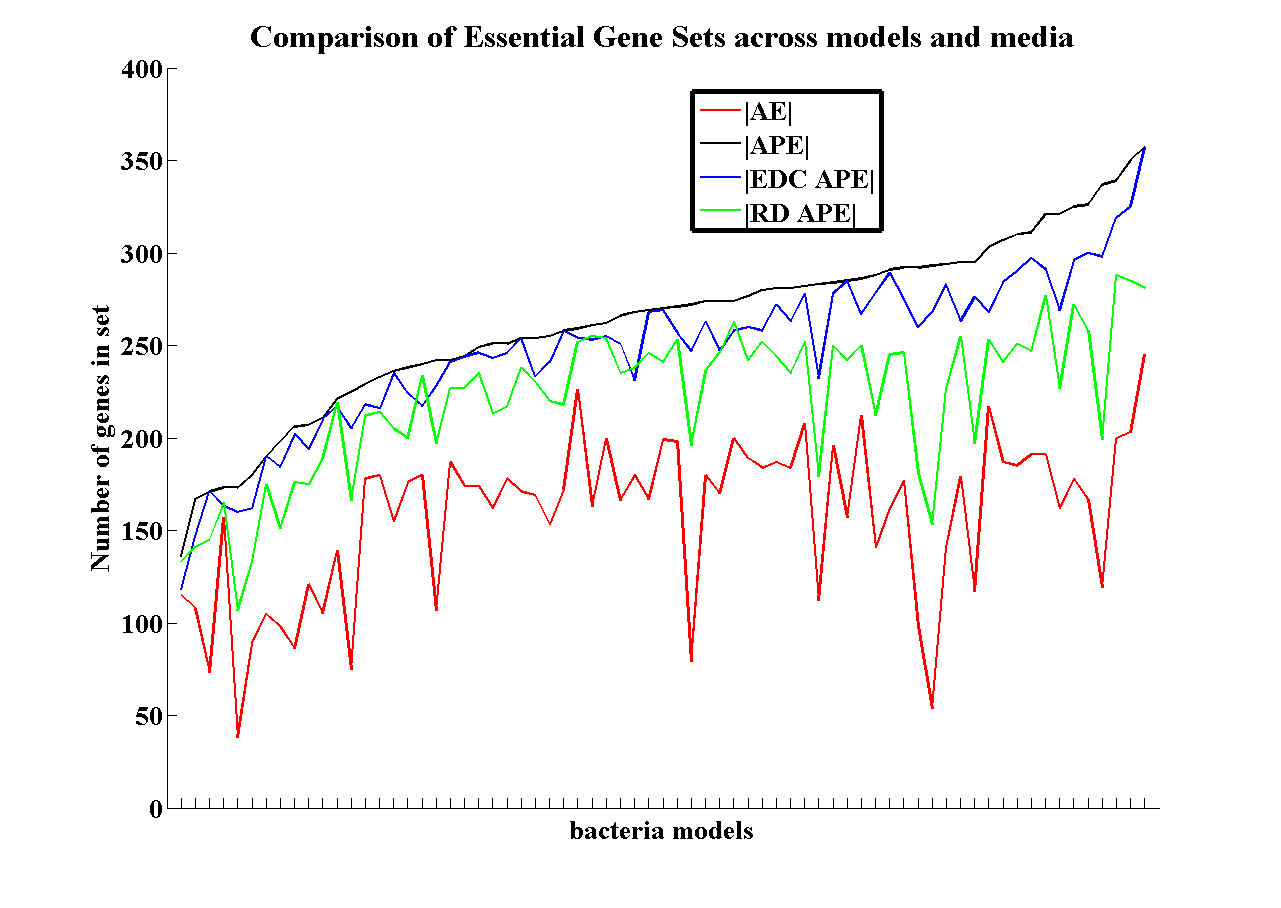 Comparison of Essential Gene Sets across models and media
400
350
300
250
200
150
100
50
0
Number of genes in set
|AE|
|APE|
|EDC APE|
|RD APE|
bacteria models